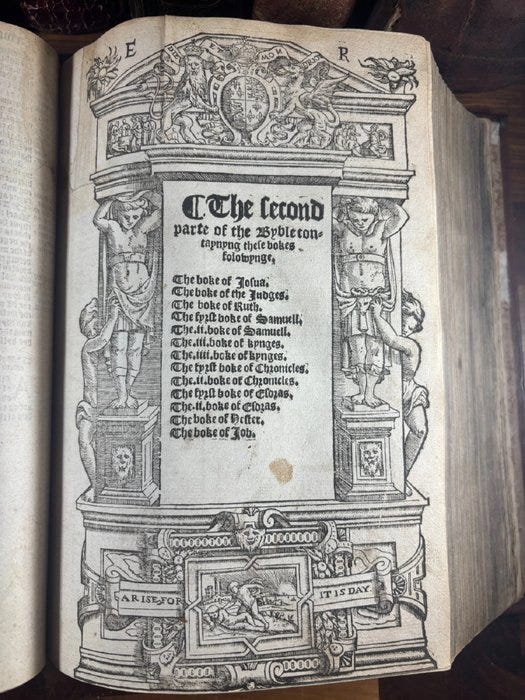 E R
DIEV ET MON
¶ The second
parte of the Byble con-
taynyng these bokes
folowynge.
The boke of Josua.
The boke of the Judges.
The boke of Ruth.
The fyrst boke of Samuell.
The.ii.boke of Samuell.
The.iii.boke of kynges.
The.iiii.boke of kynges.
The fyrst boke of Chronicles.
The.ii.boke of Chronicles.
The fyrst boke of Esdras.
The.ii.boke of Esdras.
The boke of Hester.
The boke of Job.
ARISE FOR IT IS DAY